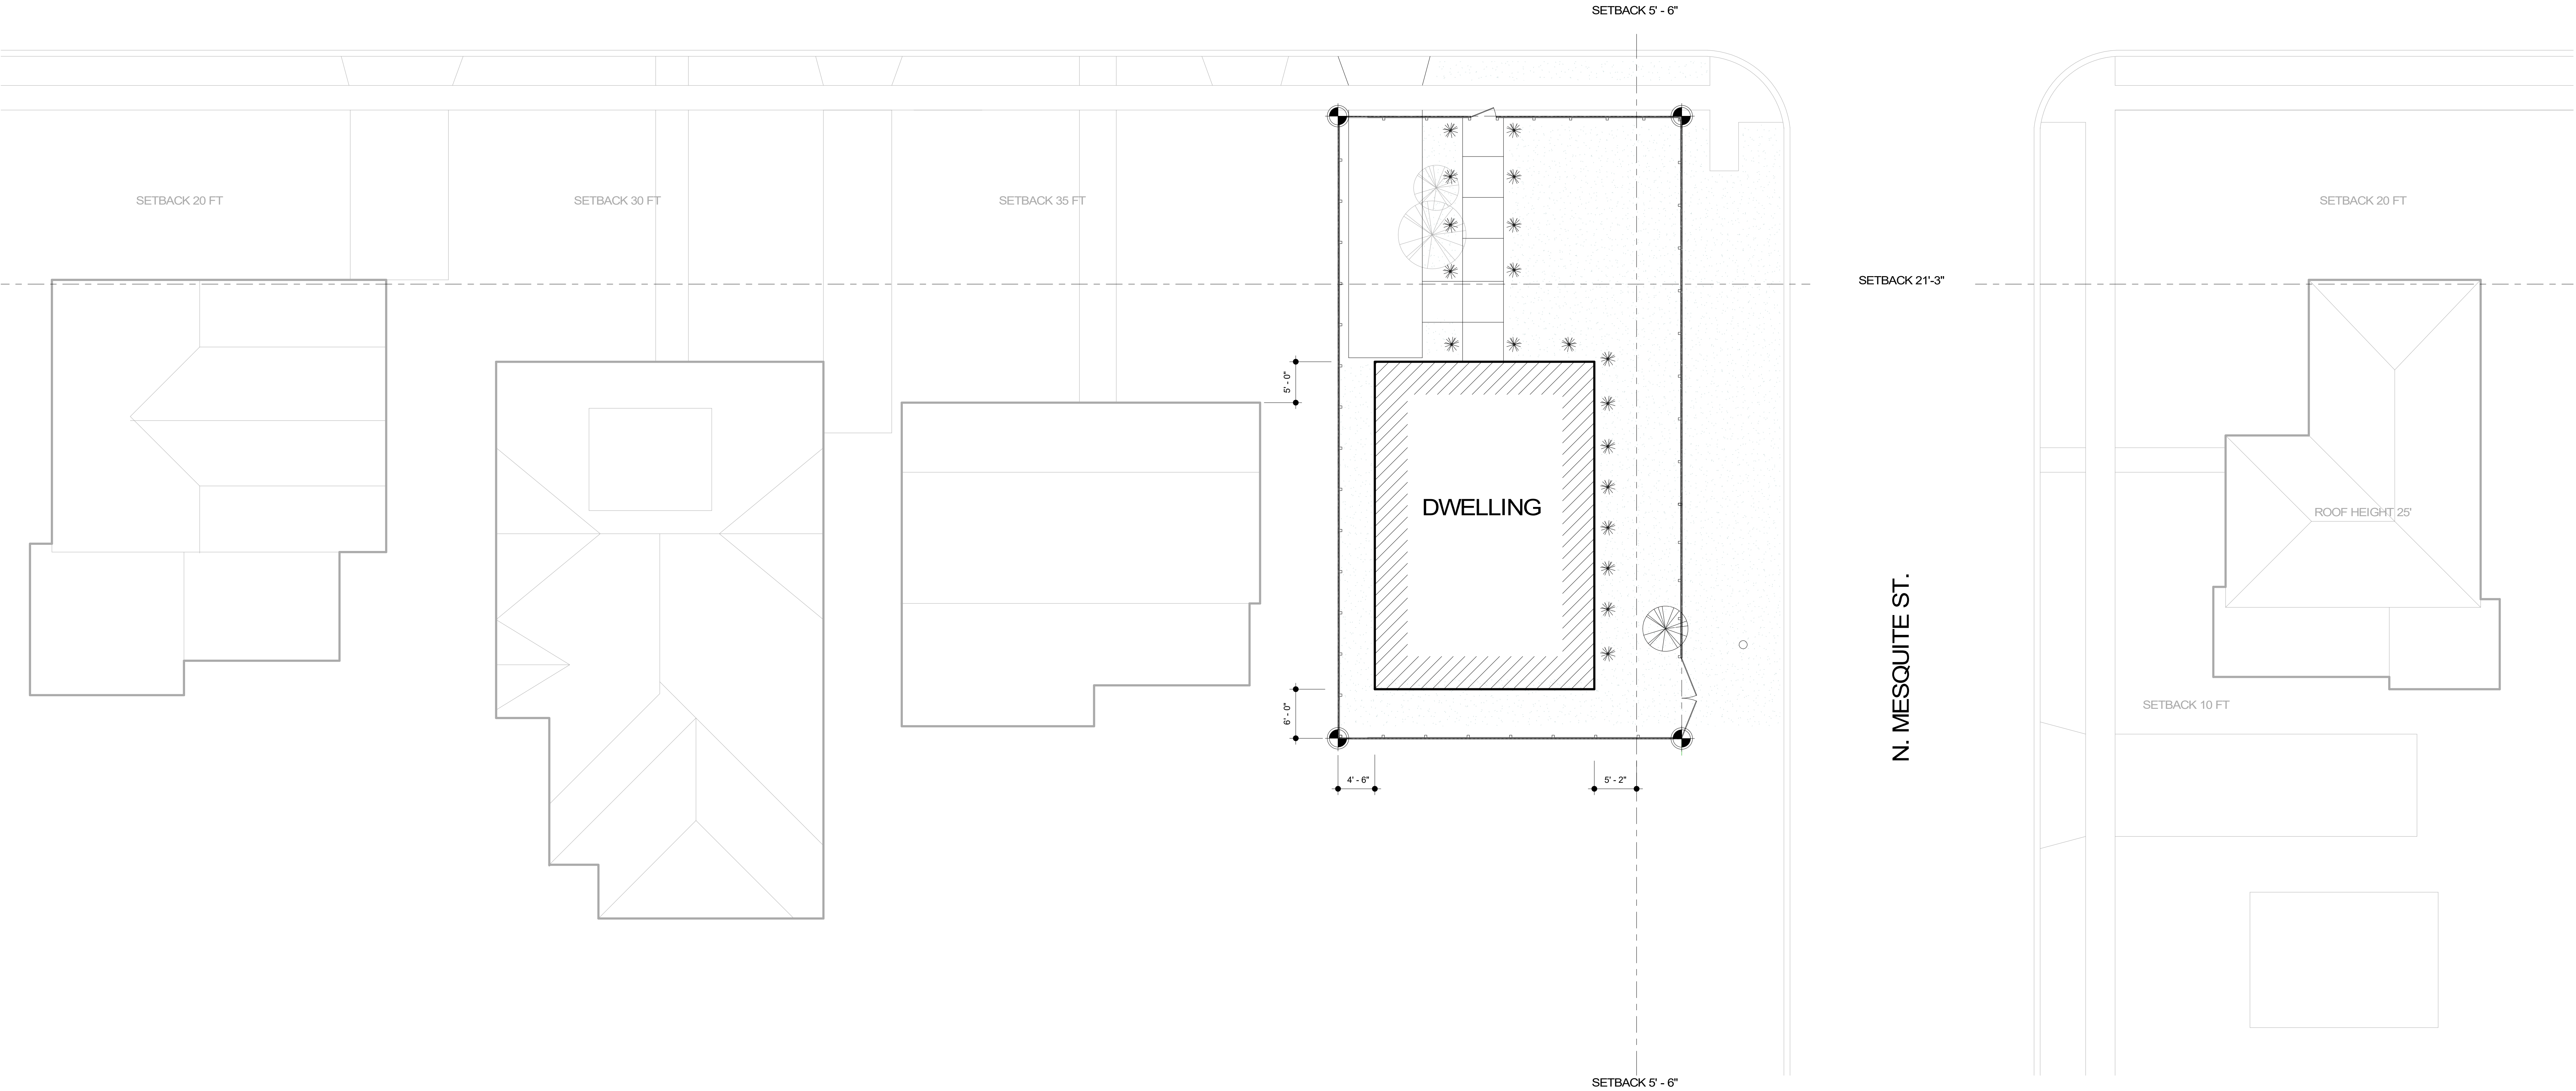 SETBACK 5' - 6"
SETBACK 20 FT
SETBACK 30 FT
SETBACK 35 FT
SETBACK 20 FT
SETBACK 21'-3"
5' - 0"
DWELLING
ROOF HEIGHT 25'
N. MESQUITE ST.
6' - 0"
SETBACK 10 FT
4' - 6"
5' - 2"
SETBACK 5' - 6"